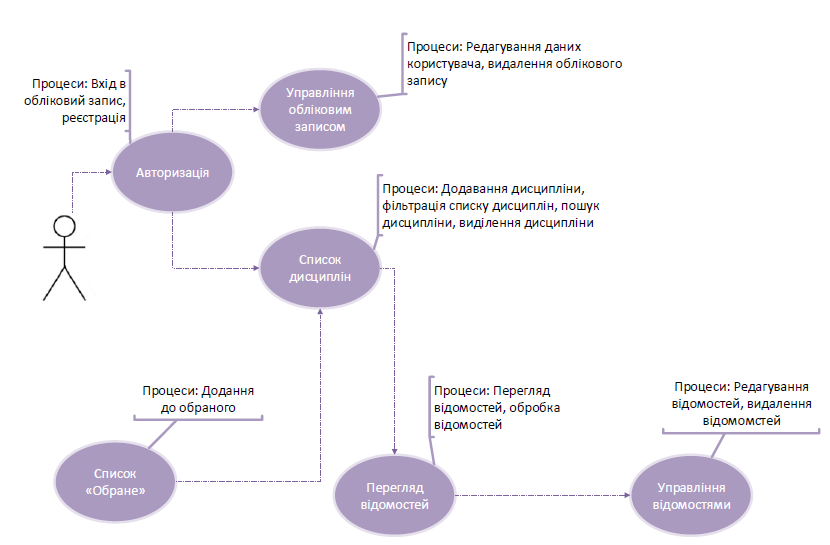 Процеси: Редагування даних
користувача, видалення облікового
запису
Процеси: Вхід в
обліковий запис,
реєстрація
Управління
обліковим
записом
Авторизація
Процеси: Додавання дисципліни,
фільтрація списку дисциплін, пошук
дисципліни, виділення дисципліни
Список
дисциплін
Процеси: Додання
до обраного
Процеси: Перегляд
відомостей, обробка
відомостей
Процеси: Редагування
відомостей, видалення
відомомстей
Список
«Обране»
Перегляд
відомостей
Управління
відомостями